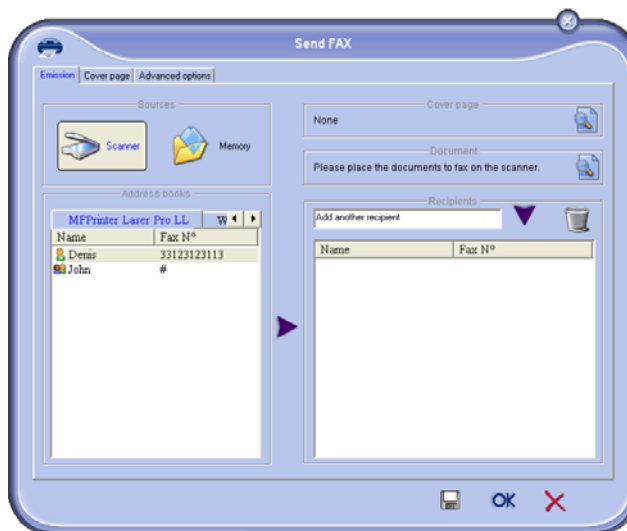 Send FAX
Emission Cover page Advanced options
Sources
Scanner
Memory
Address books
MFPrinter Laser Pro LL W
Name Fax Nº
Denis 33123123113
John #
Cover page
None
Document
Please place the documents to fax on the scanner.
Recipients
Add another recipient
Name Fax Nº
OK